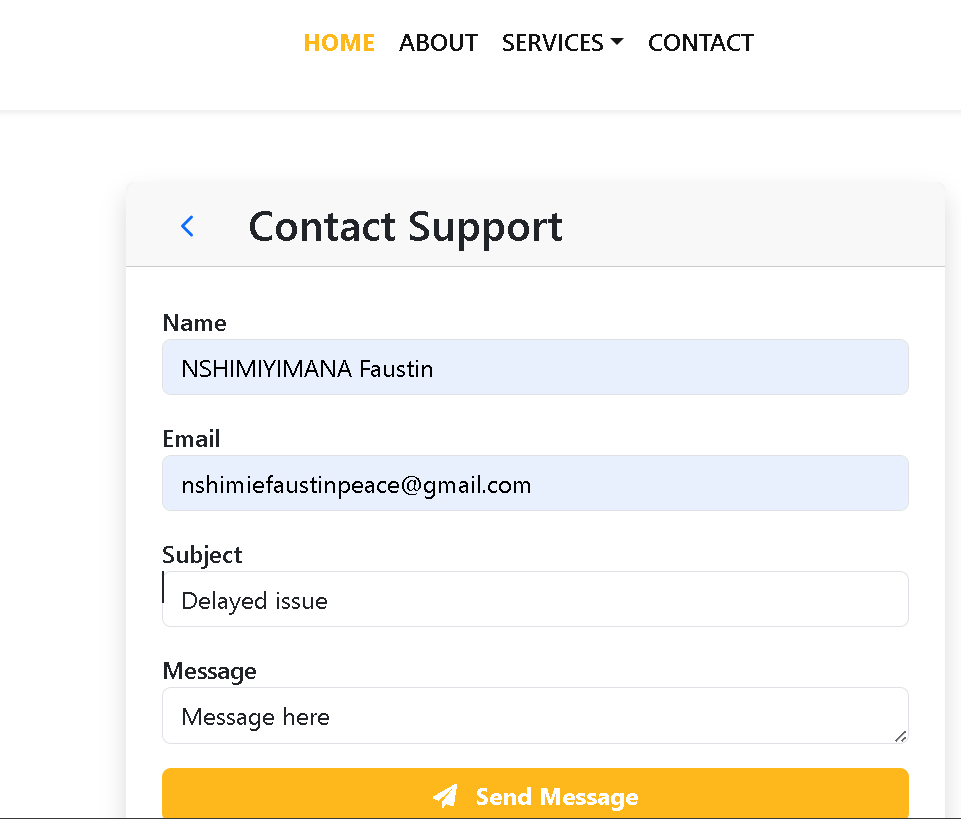 HOME ABOUT SERVICES CONTACT
Contact Support
Name
NSHIMIYIMANA Faustin
Email
nshimiefaustinpeace@gmail.com
Subject
Delayed issue
Message
Message here
Send Message